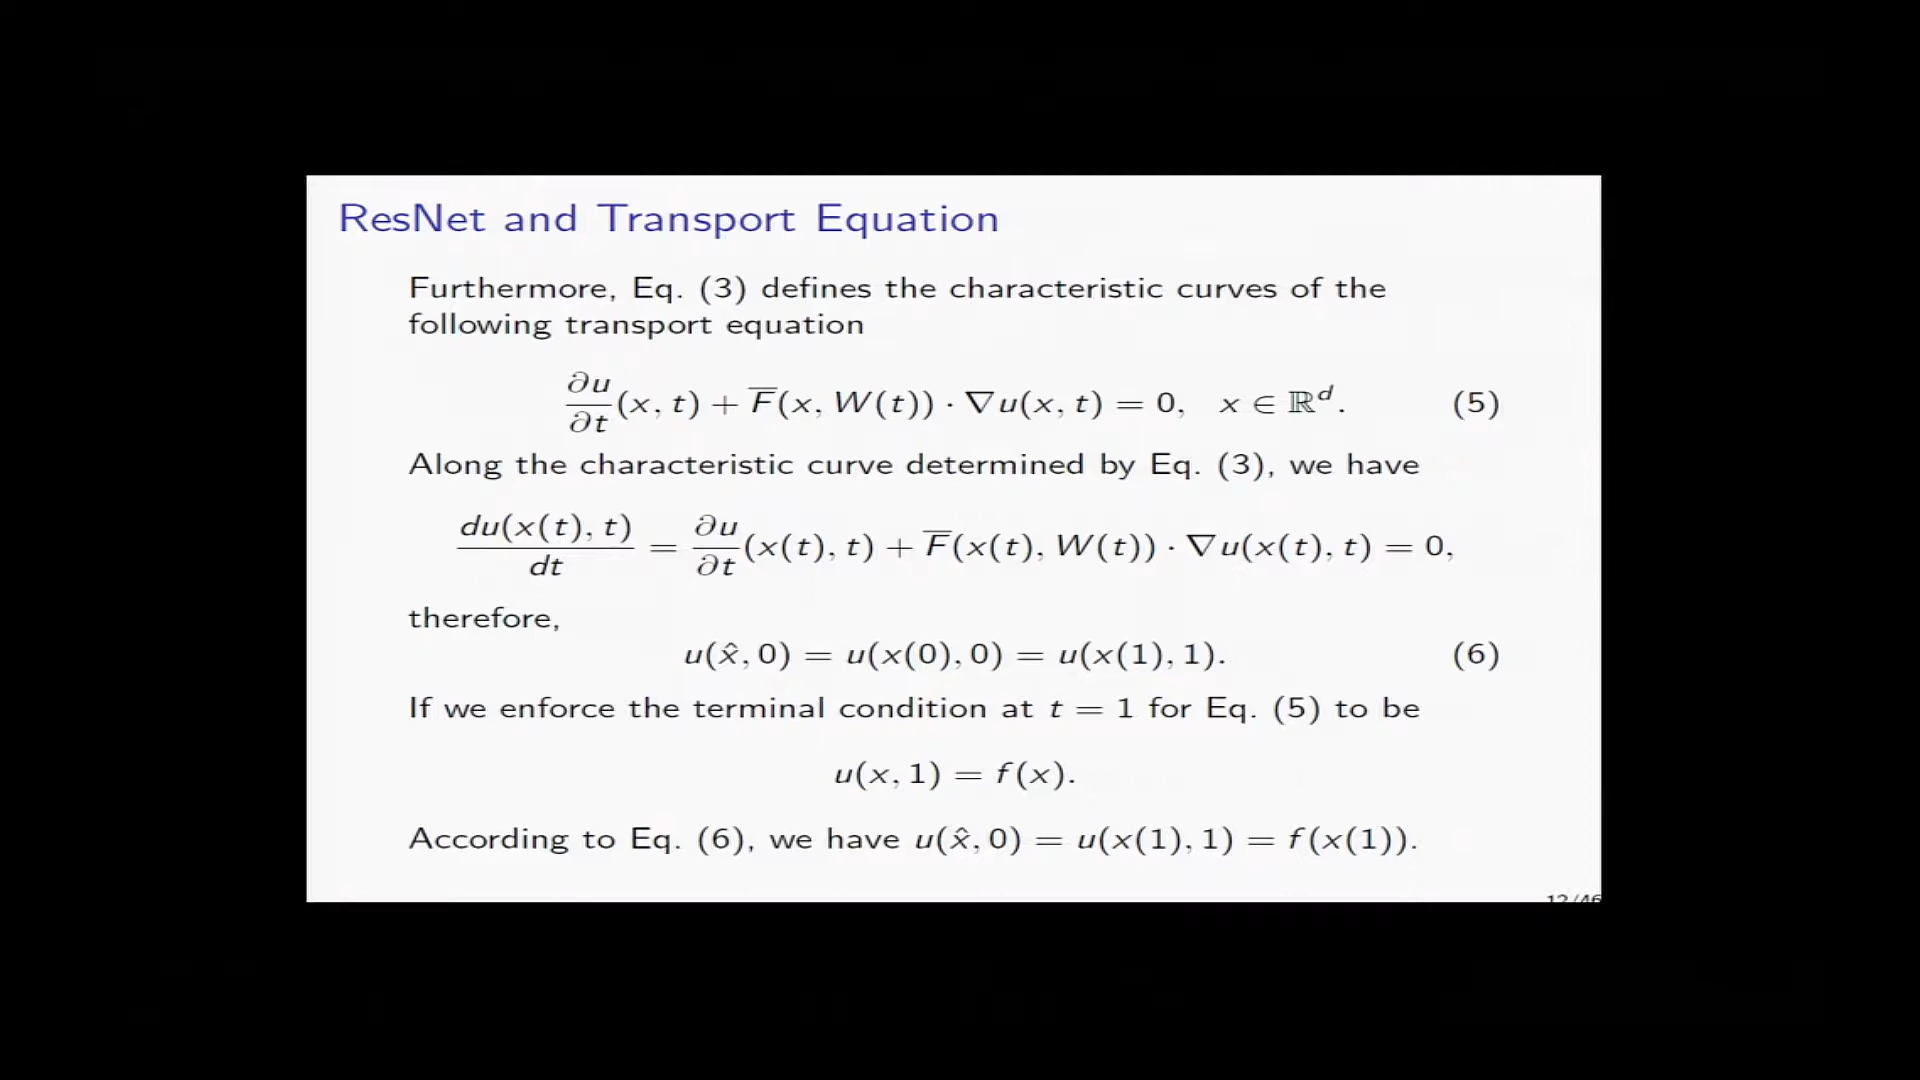 ResNet and Transport Equation
Furthermore, Eq. (3) defines the characteristic curves of the
following transport equation
∂u/∂t (x, t) + F̅(x, W(t)) · ∇u(x, t) = 0, x ∈ ℝᵈ. (5)
Along the characteristic curve determined by Eq. (3), we have
du(x(t), t)/dt = ∂u/∂t (x(t), t) + F̅(x(t), W(t)) · ∇u(x(t), t) = 0,
therefore,
u(x̂, 0) = u(x(0), 0) = u(x(1), 1). (6)
If we enforce the terminal condition at t = 1 for Eq. (5) to be
u(x, 1) = f(x).
According to Eq. (6), we have u(x̂, 0) = u(x(1), 1) = f(x(1)).
12/46